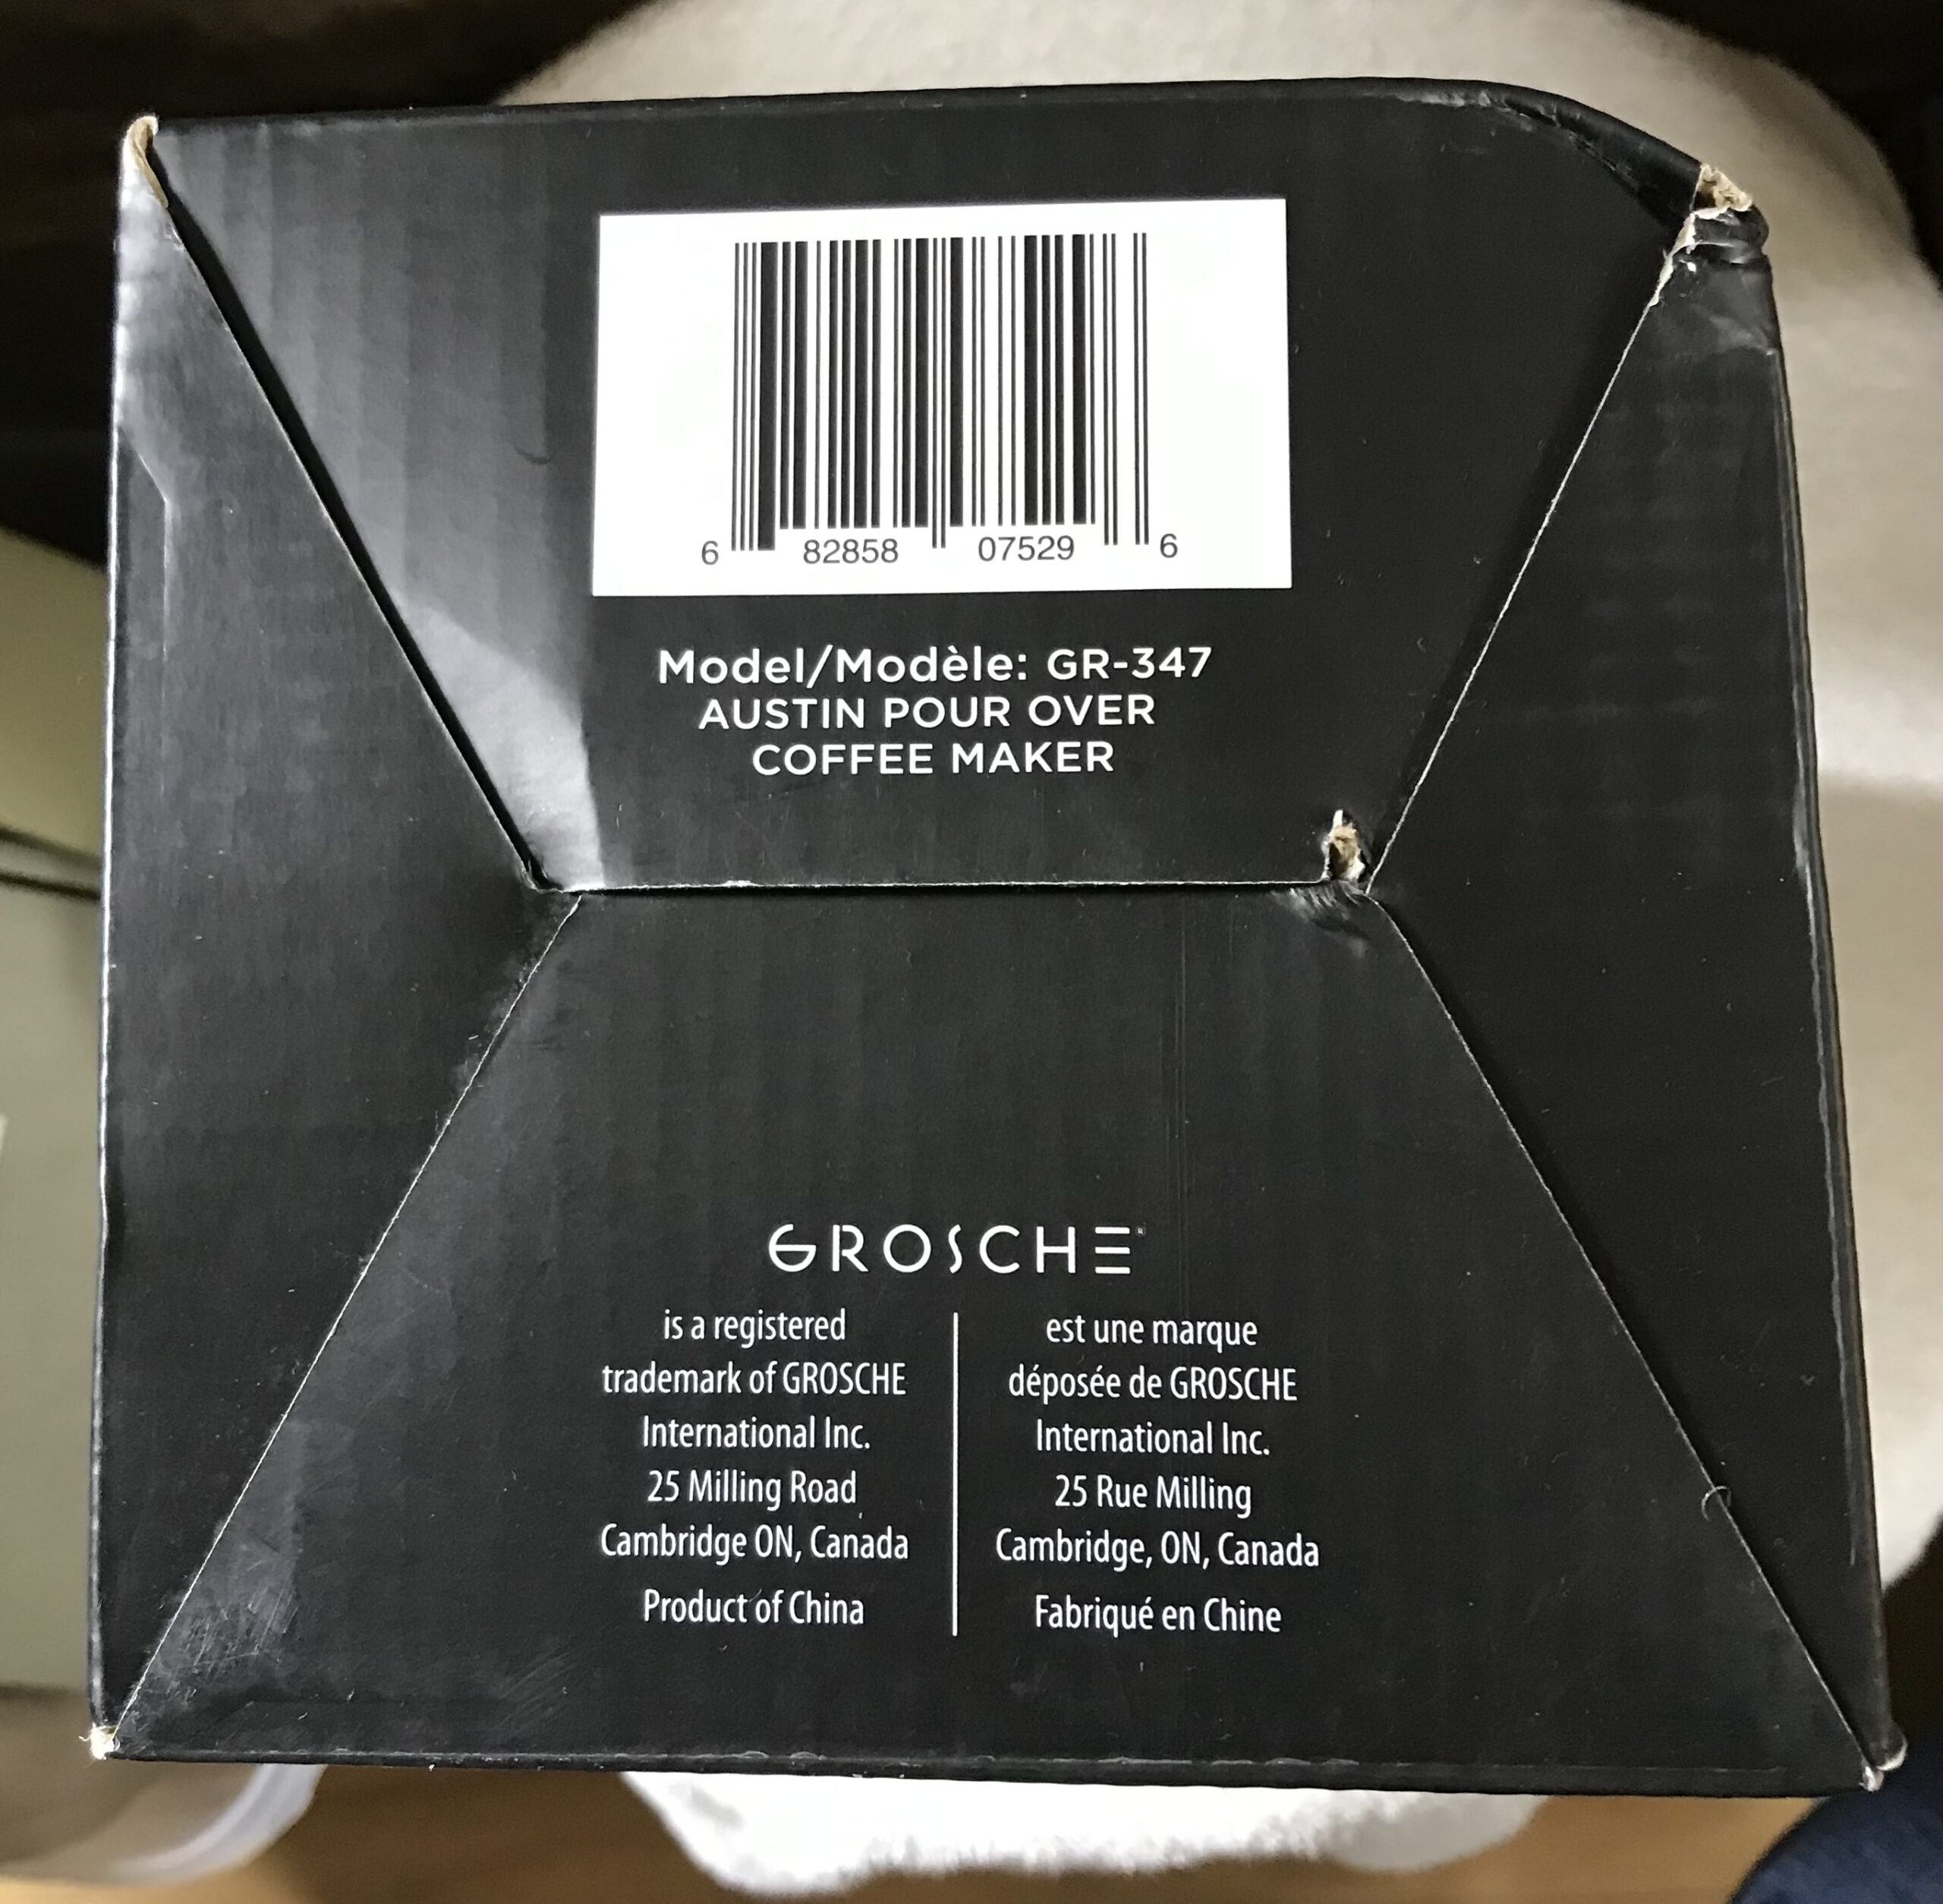 6 82858 07529 6
Model/Modèle: GR-347
AUSTIN POUR OVER
COFFEE MAKER
GROSCHE
is a registered
trademark of GROSCHE
International Inc.
25 Milling Road
Cambridge ON, Canada
Product of China
est une marque
déposée de GROSCHE
International Inc.
25 Rue Milling
Cambridge, ON, Canada
Fabriqué en Chine